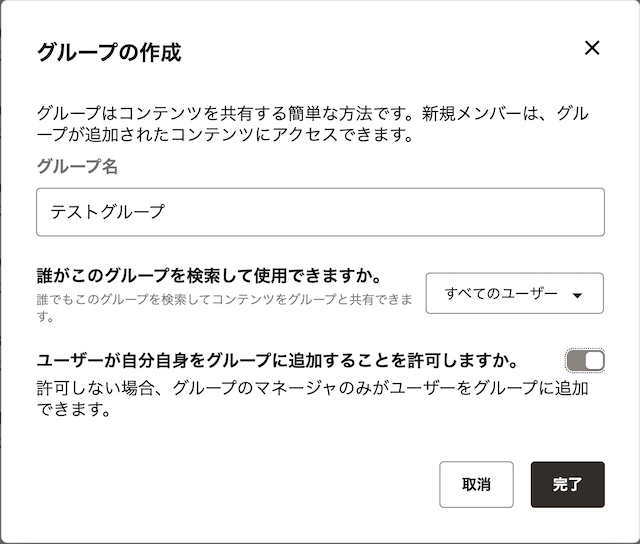 グループの作成
グループはコンテンツを共有する簡単な方法です。新規メンバーは、グル
ープが追加されたコンテンツにアクセスできます。
グループ名
テストグループ
誰がこのグループを検索して使用できますか。
誰でもこのグループを検索してコンテンツをグループと共有できま
す。
すべてのユーザー
ユーザーが自分自身をグループに追加することを許可しますか。
許可しない場合、グループのマネージャのみがユーザーをグループに追加
できます。
取消
完了